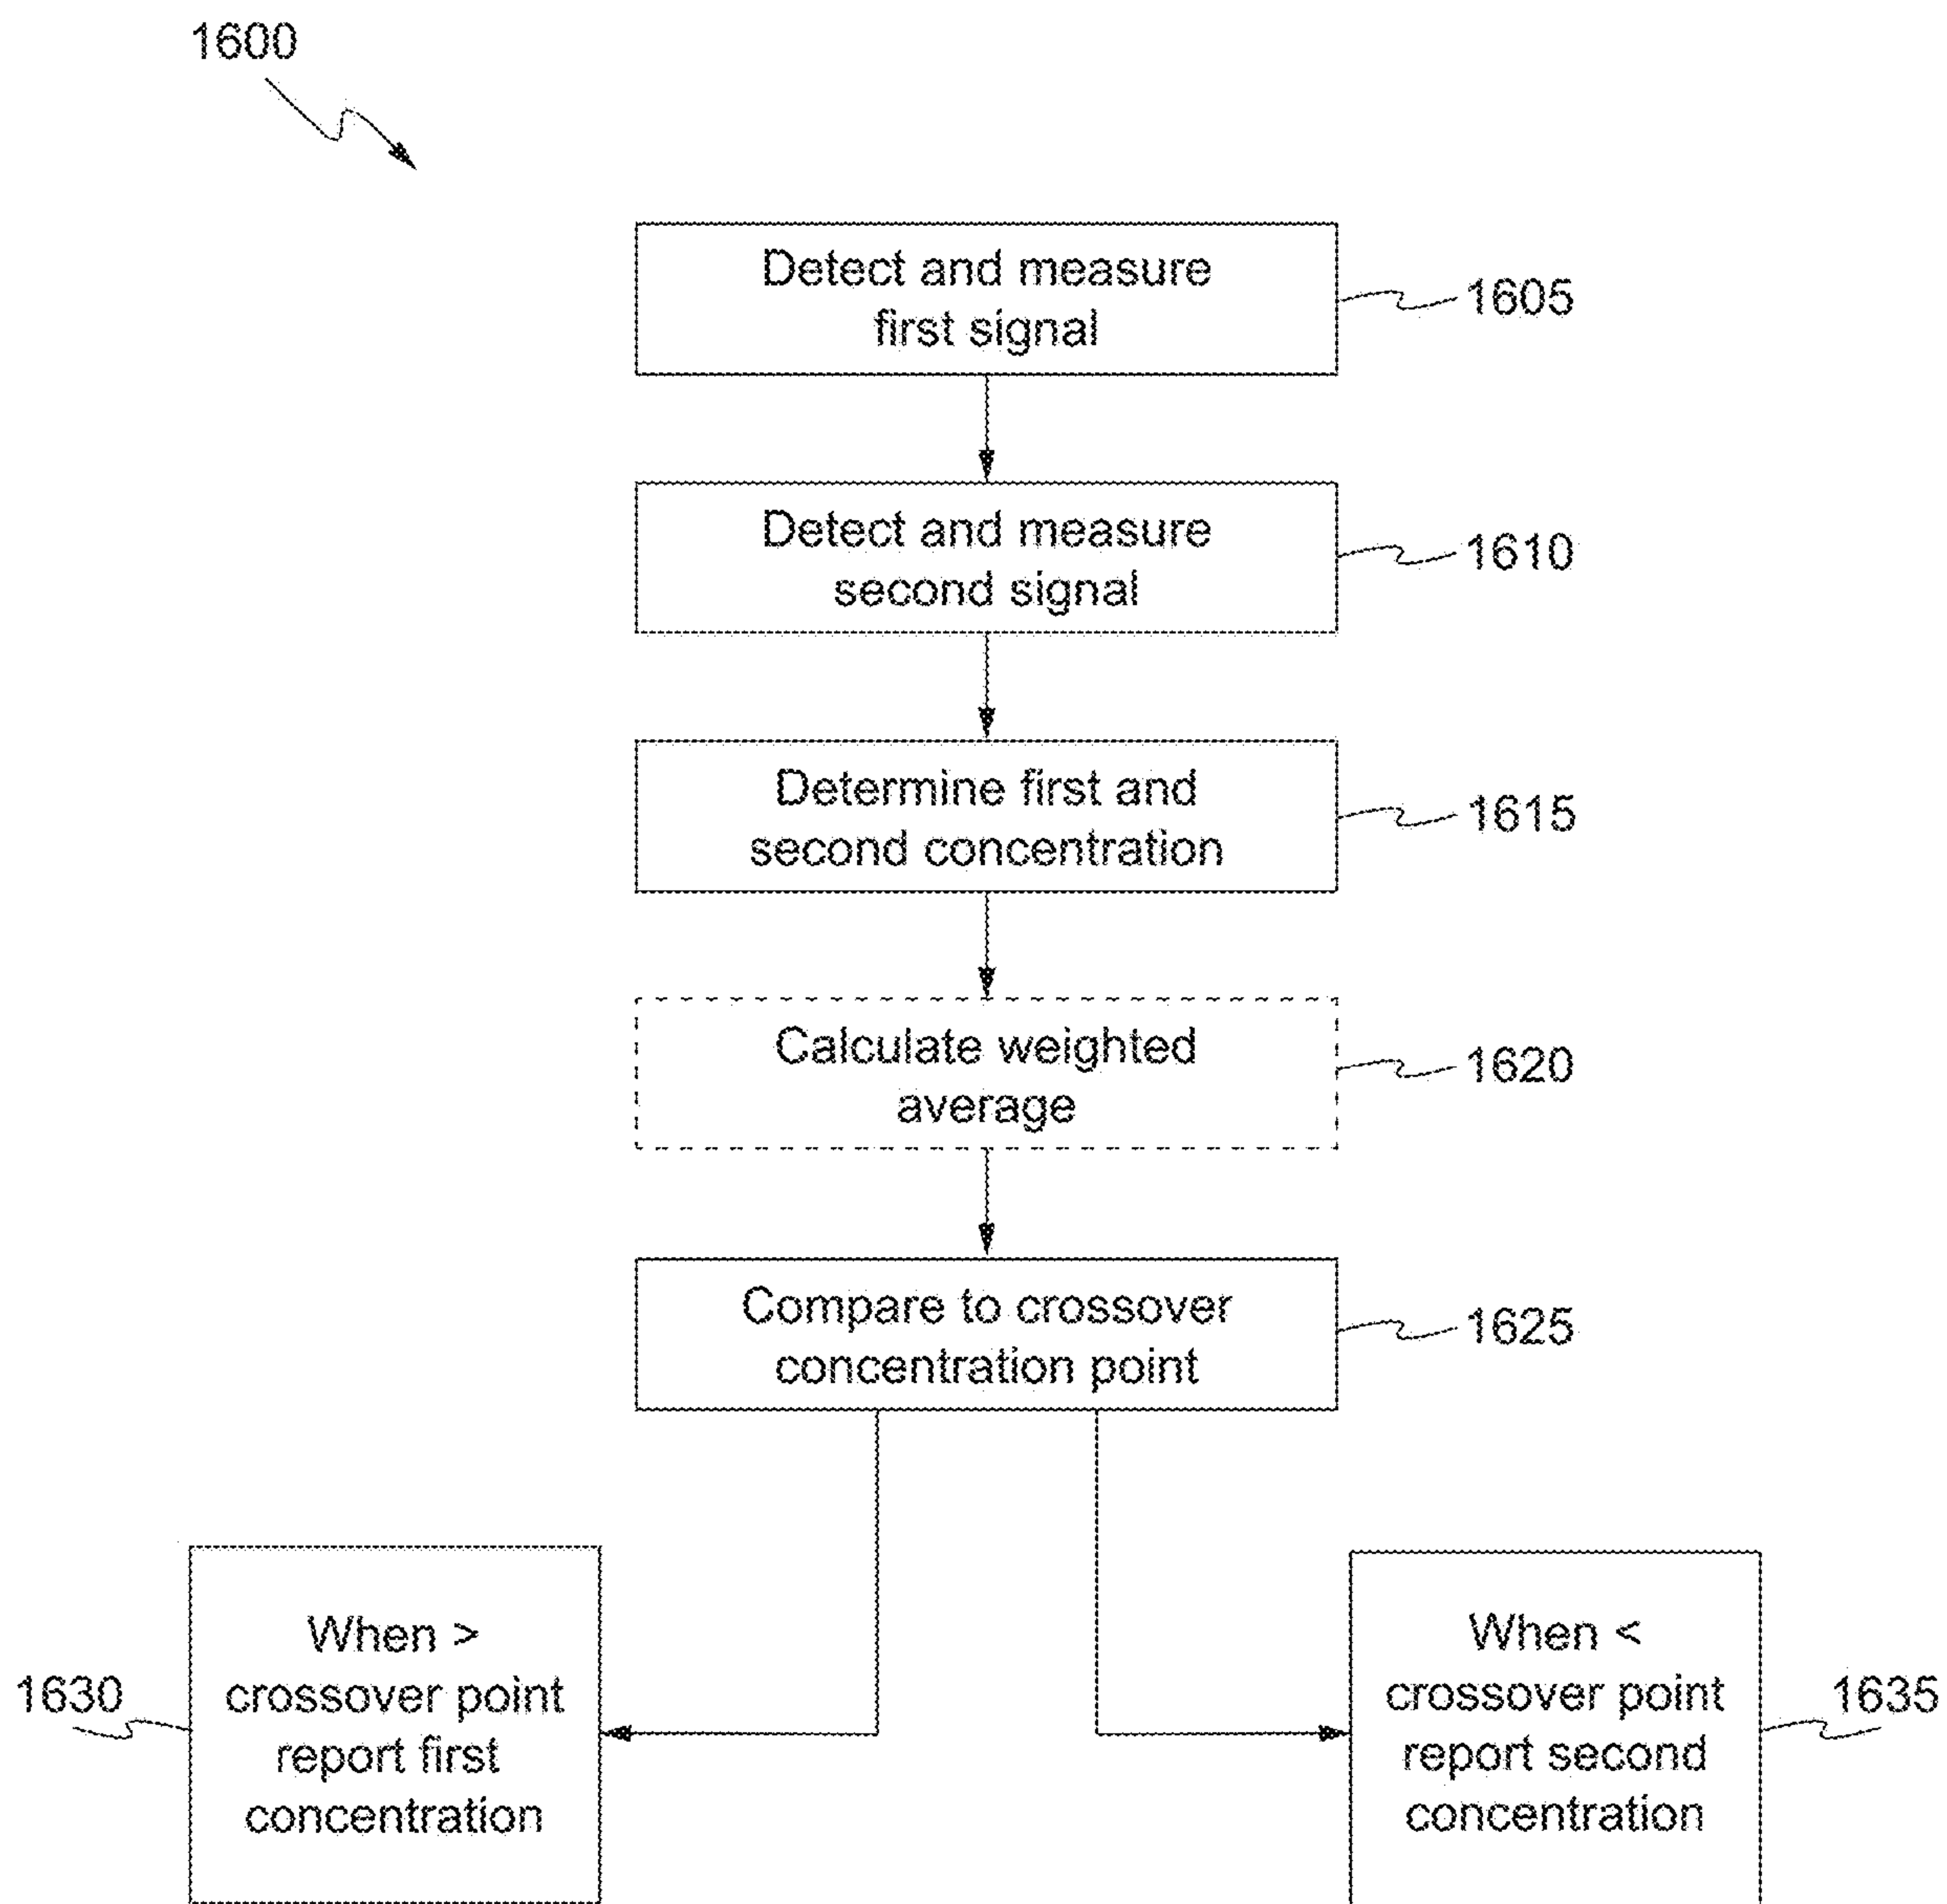 1600
Detect and measure
first signal
1605
Detect and measure
second signal
1610
Determine first and
second concentration
1615
Calculate weighted
average
1620
Compare to crossover
concentration point
1625
When >
crossover point
report first
concentration
1630
When <
crossover point
report second
concentration
1635